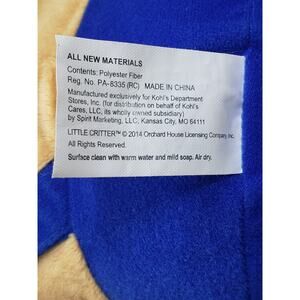 ALL NEW MATERIALS
Contents: Polyester Fiber
Reg. No. PA-8335 (RC) MADE IN CHINA
Manufactured exclusively for Kohl's Department
Stores, Inc. (for distribution on behalf of Kohl's
Cares, LLC, its wholly owned subsidiary)
by Spirit Marketing, LLC, Kansas City, MO 64111
LITTLE CRITTER™ © 2014 Orchard House Licensing Company, Inc.
All Rights Reserved.
Surface clean with warm water and mild soap. Air dry.